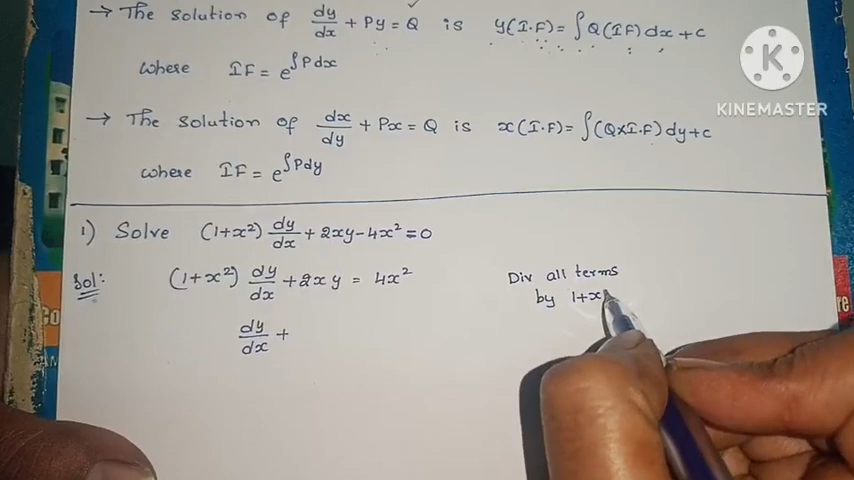 → The solution of dy/dx + Py = Q is y(I.F) = ∫Q(IF)dx+c
where IF = e^∫Pdx
K
KINEMASTER
→ The solution of dx/dy + Px = Q is x(I.F) = ∫(Q×I.F)dy+c
where IF = e^∫Pdy
1) Solve (1+x²) dy/dx + 2xy - 4x² = 0
Sol: (1+x²) dy/dx + 2xy = 4x²
Div all terms
by 1+x
dy/dx +